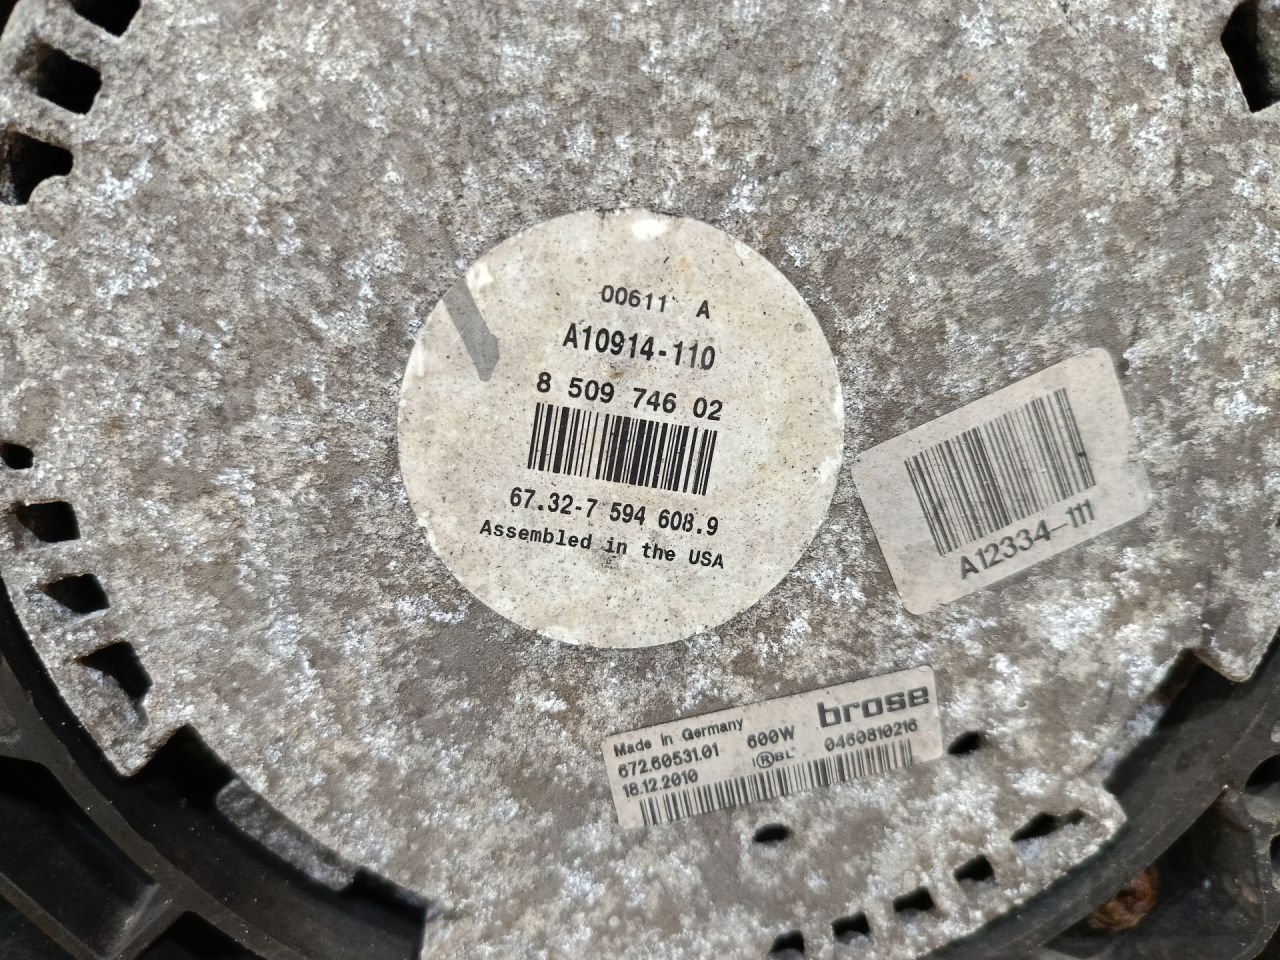 00611 A
A10914-110
8 509 746 02
67.32-7 594 608.9
Assembled in the USA
A12334-111
Made in Germany
600W
brose
672.60531.01
0460810216
18.12.2010